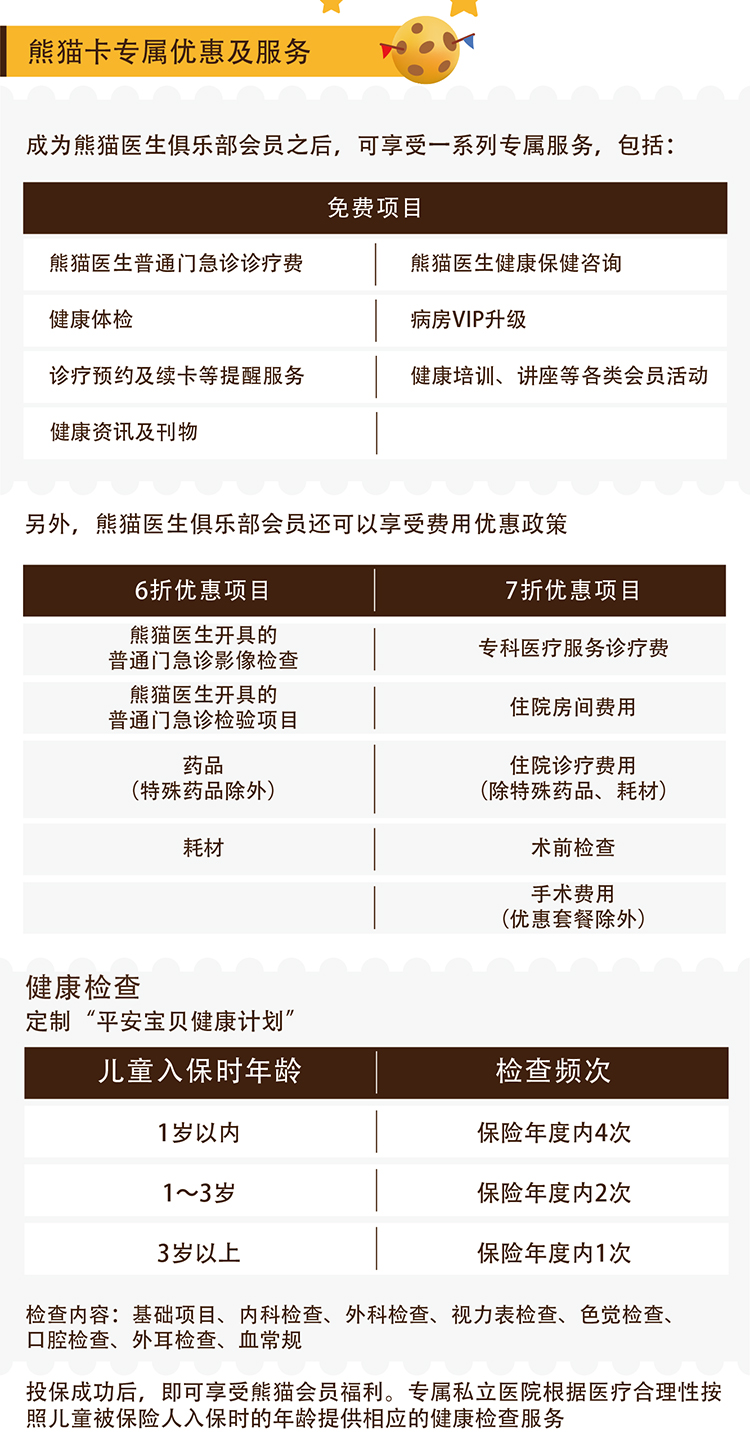 熊猫卡专属优惠及服务
成为熊猫医生俱乐部会员之后，可享受一系列专属服务，包括：
免费项目
熊猫医生普通门急诊诊疗费 熊猫医生健康保健咨询
健康体检 病房VIP升级
诊疗预约及续卡等提醒服务 健康培训、讲座等各类会员活动
健康资讯及刊物
另外，熊猫医生俱乐部会员还可以享受费用优惠政策
6折优惠项目 7折优惠项目
熊猫医生开具的
普通门急诊影像检查 专科医疗服务诊疗费
熊猫医生开具的
普通门急诊检验项目 住院房间费用
药品 住院诊疗费用
（特殊药品除外） （除特殊药品、耗材）
耗材 术前检查
手术费用
（优惠套餐除外）
健康检查
定制“平安宝贝健康计划”
儿童入保时年龄 检查频次
1岁以内 保险年度内4次
1～3岁 保险年度内2次
3岁以上 保险年度内1次
检查内容：基础项目、内科检查、外科检查、视力表检查、色觉检查、
口腔检查、外耳检查、血常规
投保成功后，即可享受熊猫会员福利。专属私立医院根据医疗合理性按
照儿童被保险人入保时的年龄提供相应的健康检查服务